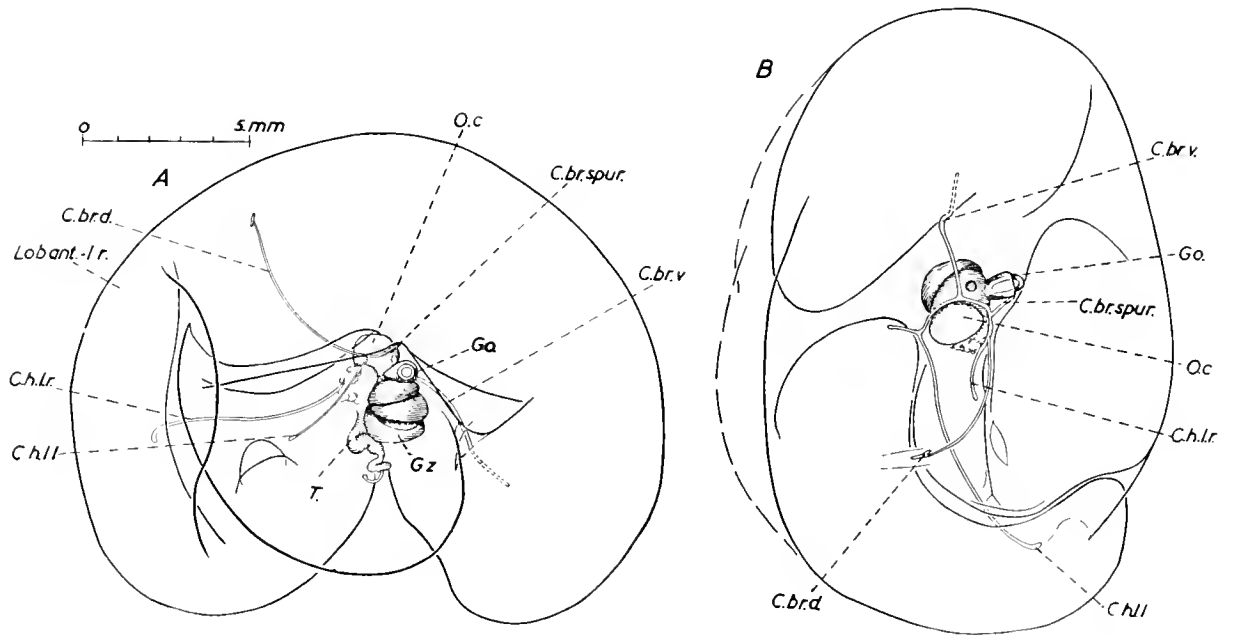 O.c
0 5.mm
A
C.br.spur.
C.br.d.
Lob.ant.-l r.
C.br.v
Go.
C.h.l.r.
C h.l l
T.
Gz
B
C.br.v.
Go.
C.br.spur.
O.c
C.h.l.r.
C.br.d.
C h.l l